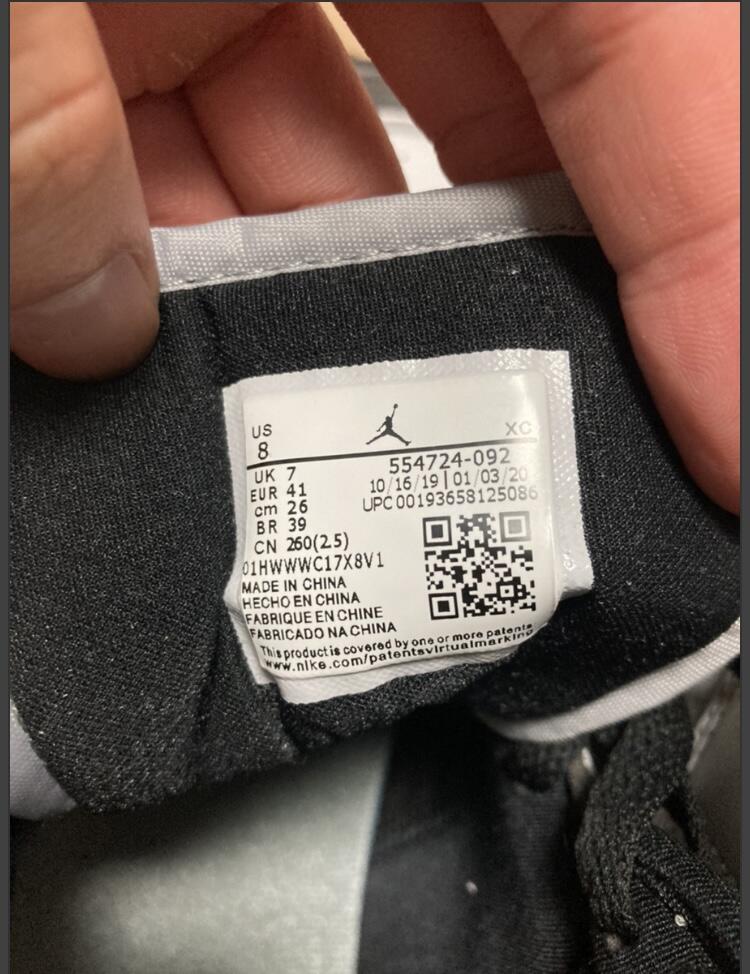 US
8
XC
UK 7
EUR 41
cm 26
BR 39
CN 260(2.5)
554724-092
10/16/19 | 01/03/20
UPC 00193658125086
01HWWWC17X8V1
MADE IN CHINA
HECHO EN CHINA
FABRIQUE EN CHINE
FABRICADO NA CHINA
This product is covered by one or more patents
www.nike.com/patentsvirtualmarking